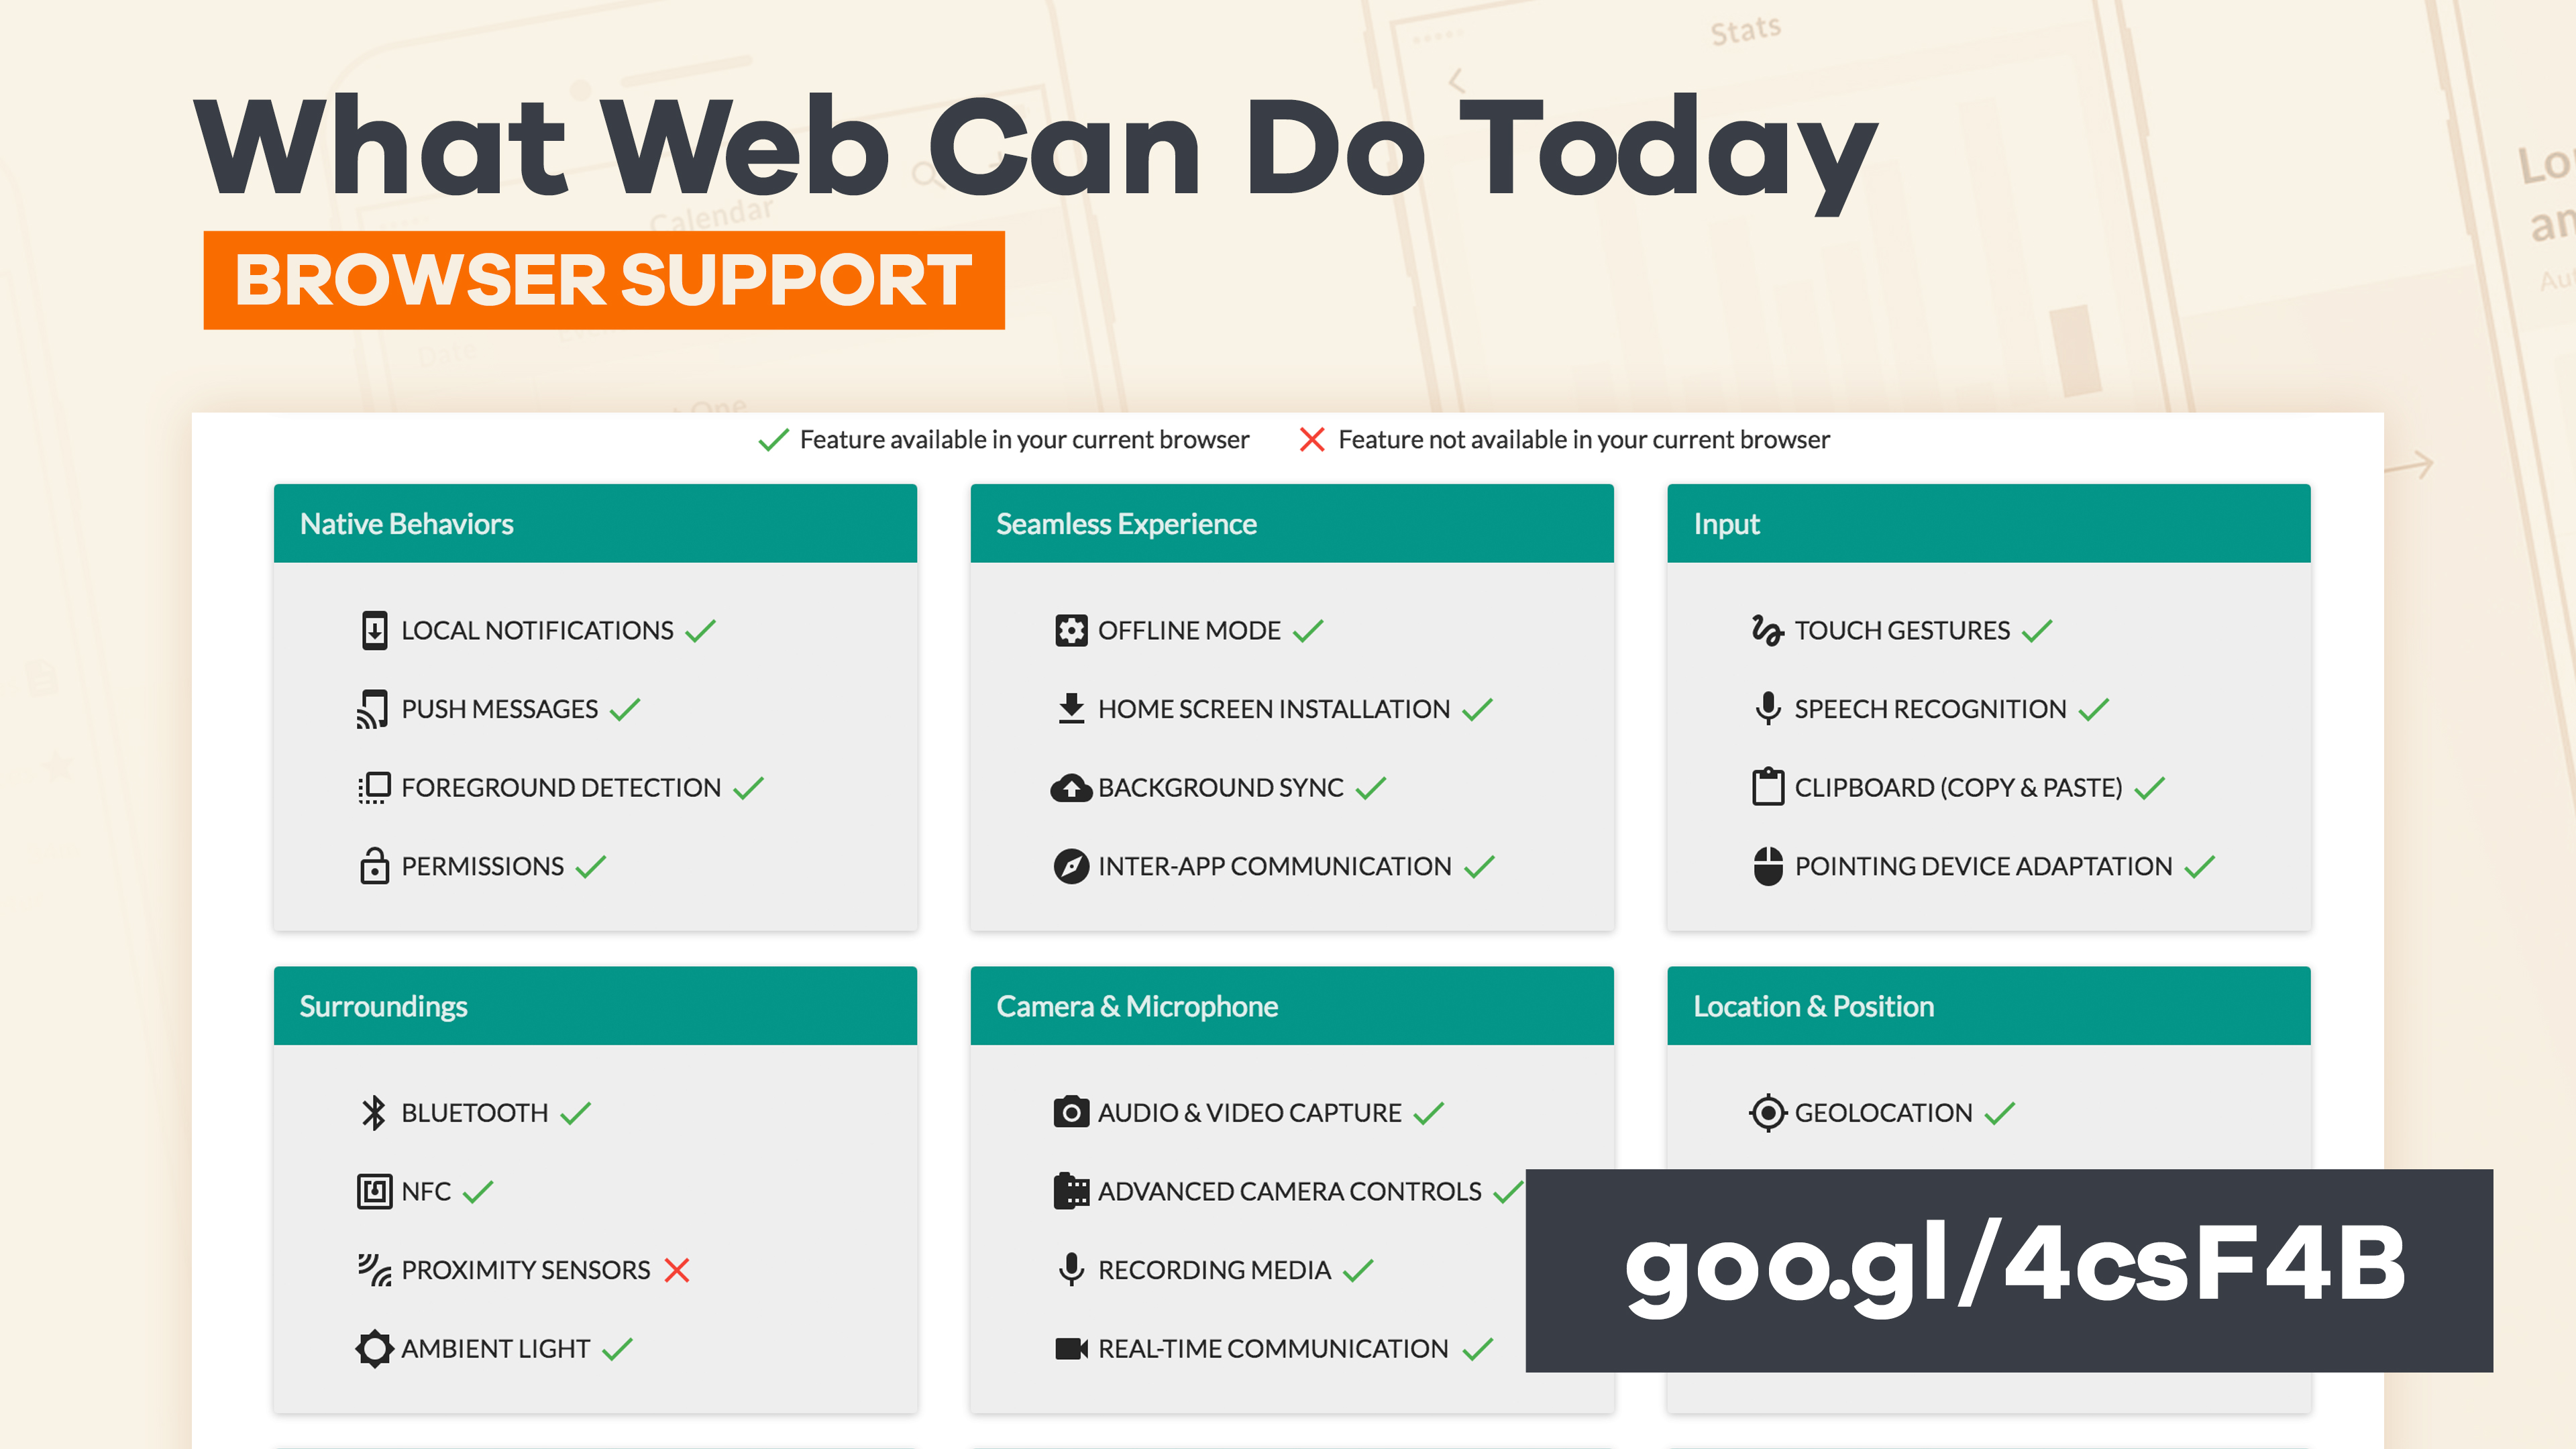 Stats
What Web Can Do Today
Calendar
BROWSER SUPPORT
Date
One
Feature available in your current browser
Feature not available in your current browser
Native Behaviors
LOCAL NOTIFICATIONS
PUSH MESSAGES
FOREGROUND DETECTION
PERMISSIONS
Seamless Experience
OFFLINE MODE
HOME SCREEN INSTALLATION
BACKGROUND SYNC
INTER-APP COMMUNICATION
Input
TOUCH GESTURES
SPEECH RECOGNITION
CLIPBOARD (COPY & PASTE)
POINTING DEVICE ADAPTATION
Surroundings
BLUETOOTH
NFC
PROXIMITY SENSORS
AMBIENT LIGHT
Camera & Microphone
AUDIO & VIDEO CAPTURE
ADVANCED CAMERA CONTROLS
RECORDING MEDIA
REAL-TIME COMMUNICATION
Location & Position
GEOLOCATION
goo.gl/4csF4B